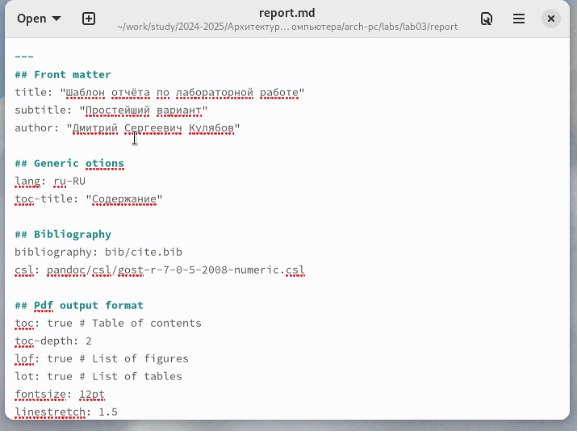 Open
report.md
~/work/study/2024-2025/Архитектур… омпьютера/arch-pc/labs/lab03/report
---
## Front matter
title: "Шаблон отчёта по лабораторной работе"
subtitle: "Простейший вариант"
author: "Дмитрий Сергеевич Кулябов"
## Generic otions
lang: ru-RU
toc-title: "Содержание"
## Bibliography
bibliography: bib/cite.bib
csl: pandoc/csl/gost-r-7-0-5-2008-numeric.csl
## Pdf output format
toc: true # Table of contents
toc-depth: 2
lof: true # List of figures
lot: true # List of tables
fontsize: 12pt
linestretch: 1.5